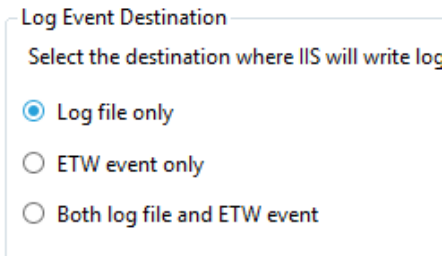 Log Event Destination
Select the destination where IIS will write log
Log file only
ETW event only
Both log file and ETW event